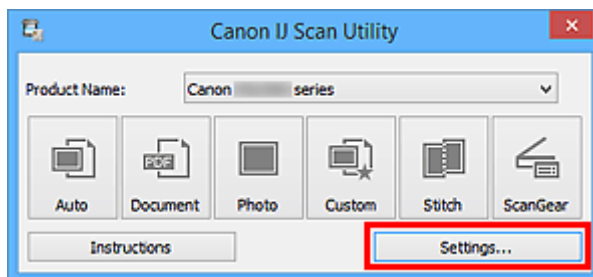 Canon IJ Scan Utility
Product Name: Canon series
PDF
Auto Document Photo Custom Stitch ScanGear
Instructions Settings...